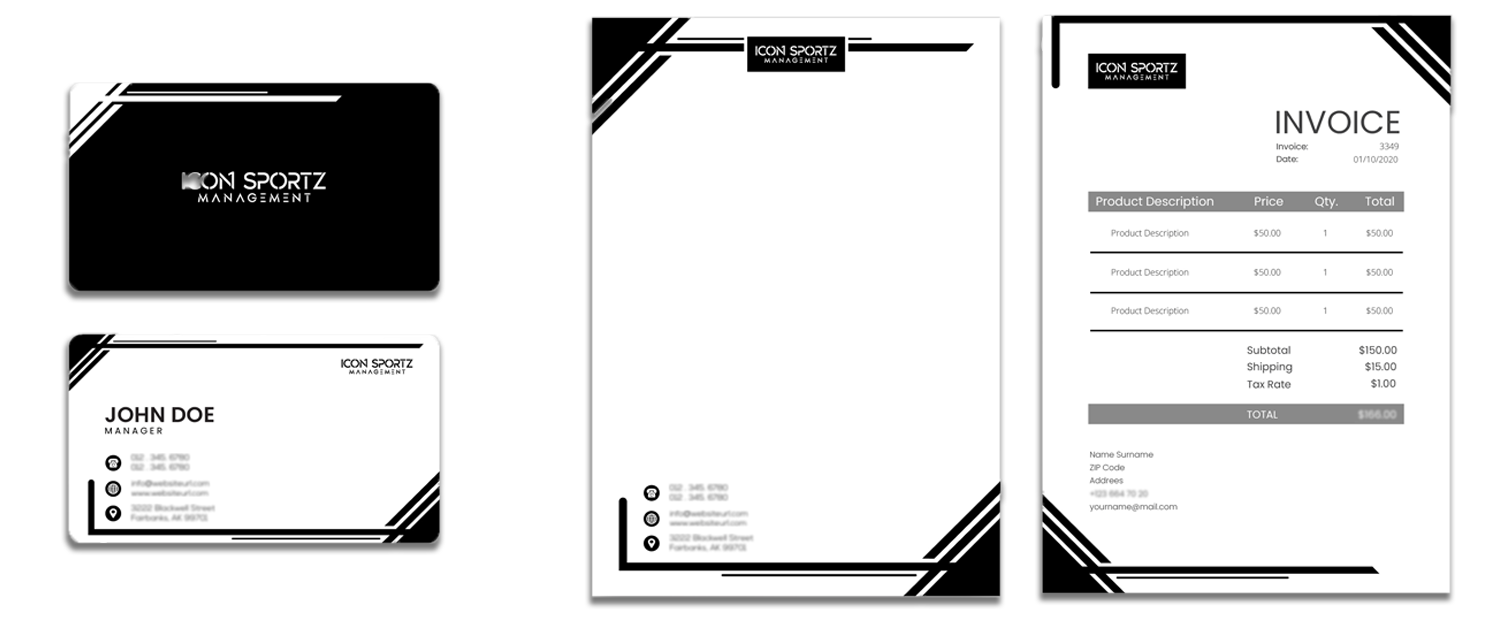 ICON SPORTZ
MANAGEMENT
ICON SPORTZ
MANAGEMENT
JOHN DOE
MANAGER
012 . 345. 6780
012 . 345. 6780
info@websiteurl.com
www.websiteurl.com
3222 Blackwell Street
Fairbanks, AK 99701
ICON SPORTZ
MANAGEMENT
012 . 345. 6780
012 . 345. 6780
info@websiteurl.com
www.websiteurl.com
3222 Blackwell Street
Fairbanks, AK 99701
ICON SPORTZ
MANAGEMENT
INVOICE
Invoice: 3349
Date: 01/10/2020
Product Description Price Qty. Total
Product Description $50.00 1 $50.00
Product Description $50.00 1 $50.00
Product Description $50.00 1 $50.00
Subtotal $150.00
Shipping $15.00
Tax Rate $1.00
TOTAL $166.00
Name Surname
ZIP Code
Addrees
+123 664 70 20
yourname@mail.com